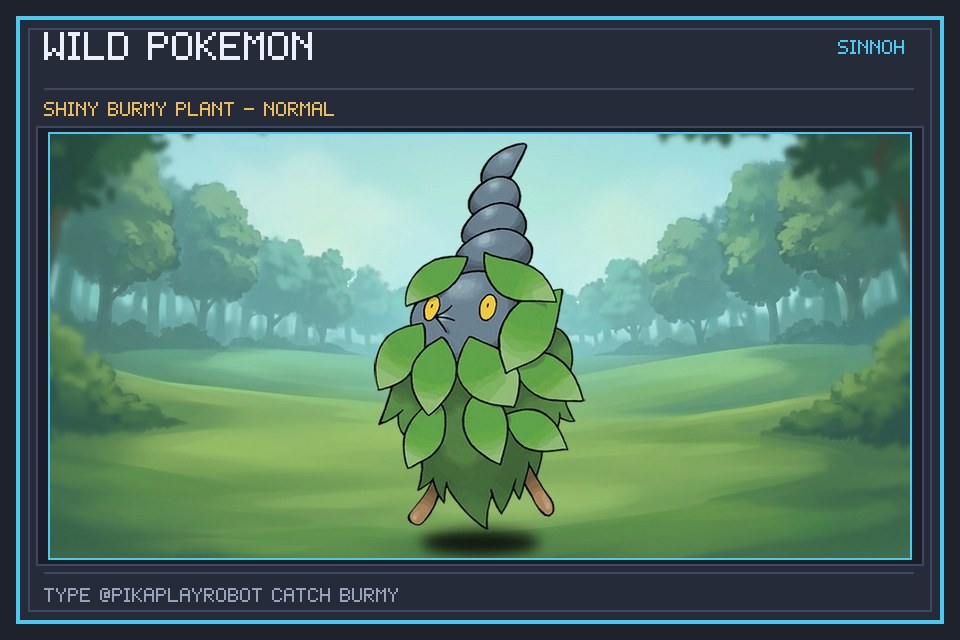 WILD POKEMON
SINNOH
SHINY BURMY PLANT - NORMAL
TYPE @PIKAPLAYROBOT CATCH BURMY